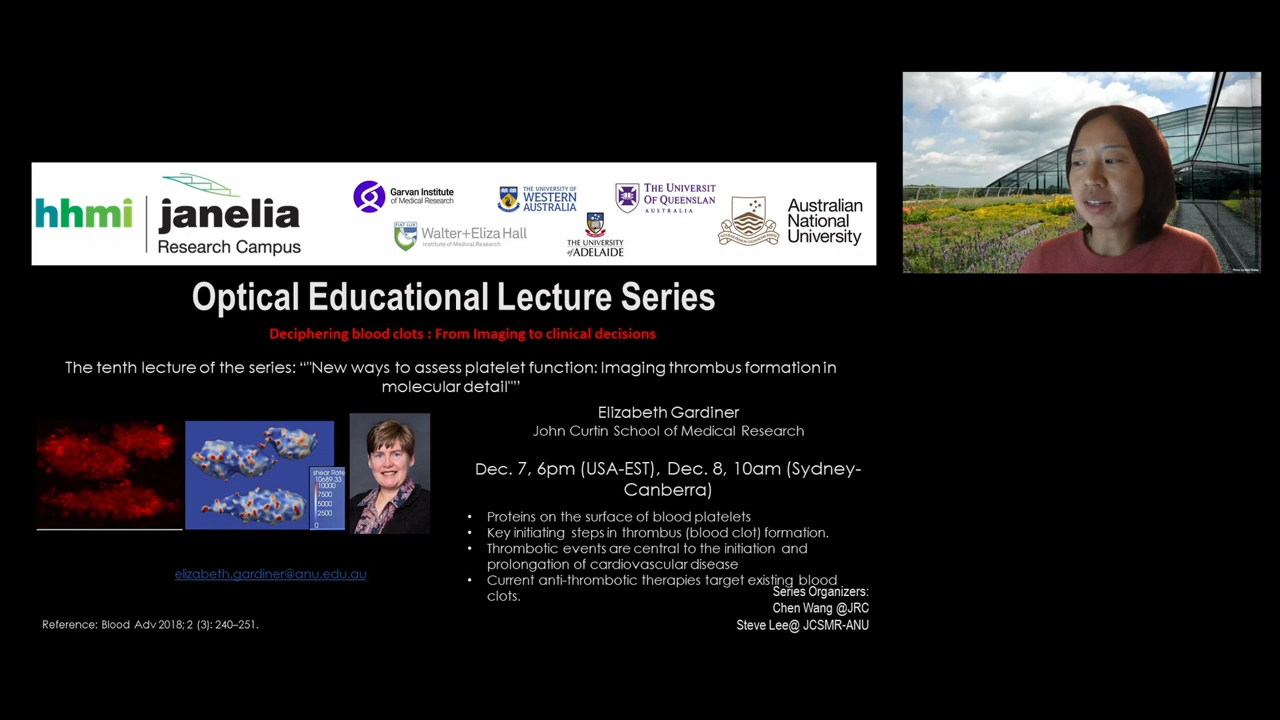 hhmi janelia
Research Campus
Garvan Institute
of Medical Research
THE UNIVERSITY OF
WESTERN
AUSTRALIA
THE UNIVERSIT
OF QUEENSLAN
AUSTRALIA
FIAT LUX
Walter+Eliza Hall
Institute of Medical Research
THE UNIVERSITY
of ADELAIDE
Australian
National
University
Optical Educational Lecture Series
Deciphering blood clots : From Imaging to clinical decisions
The tenth lecture of the series: “"New ways to assess platelet function: Imaging thrombus formation in
molecular detail"”
Elizabeth Gardiner
John Curtin School of Medical Research
Dec. 7, 6pm (USA-EST), Dec. 8, 10am (Sydney-
Canberra)
shear Rate
10689.33
10000
7500
5000
2500
0
• Proteins on the surface of blood platelets
• Key initiating steps in thrombus (blood clot) formation.
• Thrombotic events are central to the initiation and
prolongation of cardiovascular disease
• Current anti-thrombotic therapies target existing blood
clots.
elizabeth.gardiner@anu.edu.au
Series Organizers:
Chen Wang @JRC
Steve Lee@ JCSMR-ANU
Reference: Blood Adv 2018; 2 (3): 240–251.